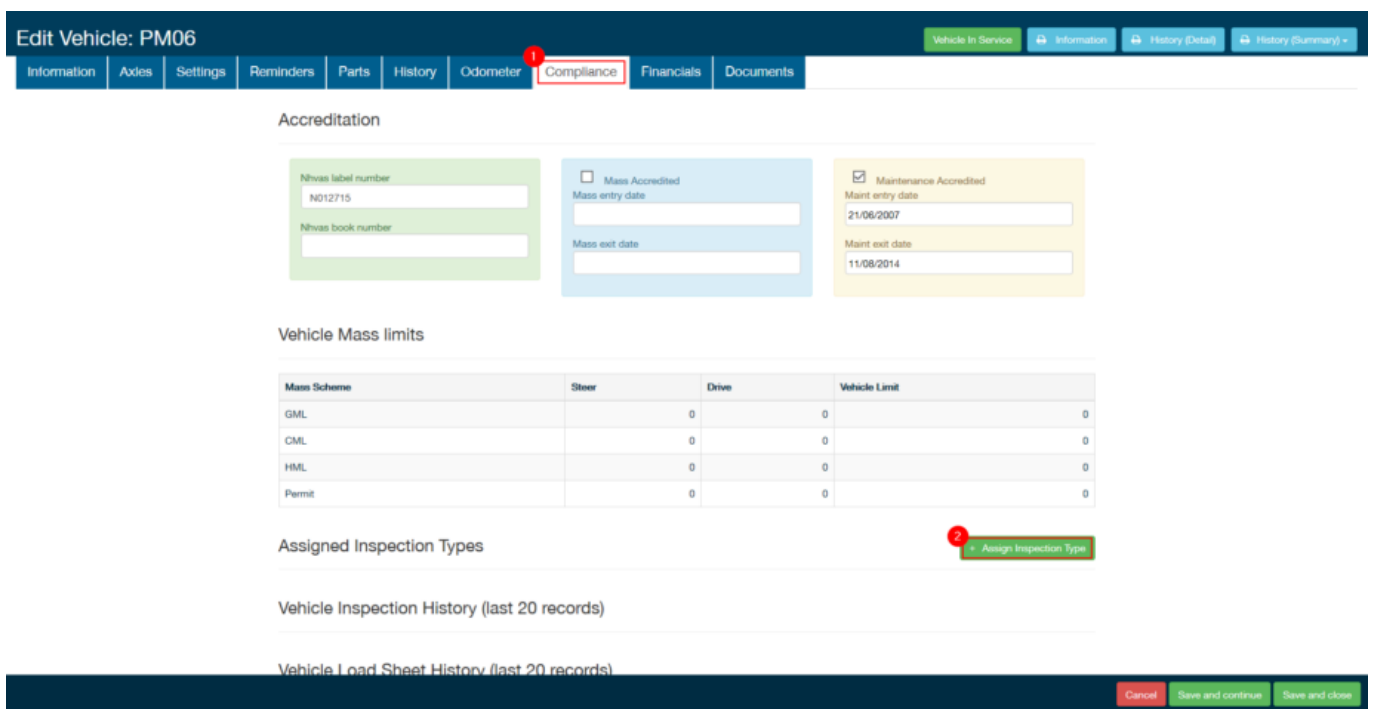 Edit Vehicle: PM06
Vehicle In Service
Information
History (Detail)
History (Summary)
1
Information Axles Settings Reminders Parts History Odometer Compliance Financials Documents
Accreditation
Nhvas label number
N012715
Nhvas book number
Mass Accredited
Mass entry date
Mass exit date
Maintenance Accredited
Maint entry date
21/06/2007
Maint exit date
11/08/2014
Vehicle Mass limits
Mass Scheme Steer Drive Vehicle Limit
GML 0 0 0
CML 0 0 0
HML 0 0 0
Permit 0 0 0
Assigned Inspection Types
2
+ Assign Inspection Type
Vehicle Inspection History (last 20 records)
Vehicle Load Sheet History (last 20 records)
Cancel Save and continue Save and close